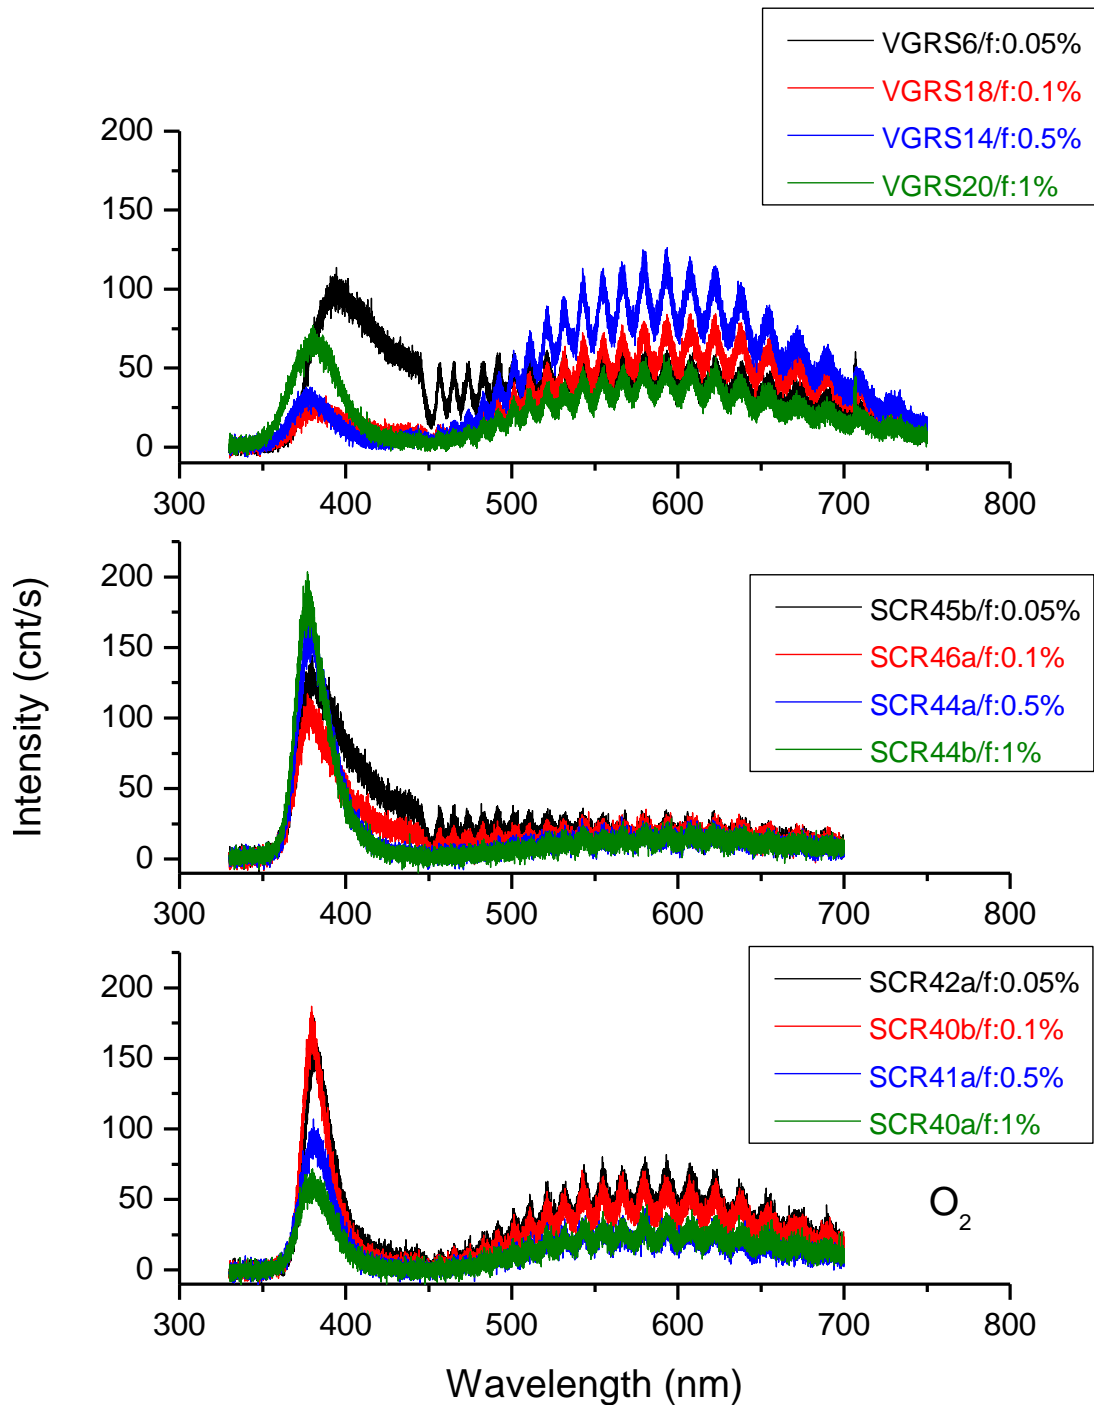 VGRS6/f:0.05%
VGRS18/f:0.1%
VGRS14/f:0.5%
VGRS20/f:1%
200
150
100
50
0
300 400 500 600 700 800
SCR45b/f:0.05%
SCR46a/f:0.1%
SCR44a/f:0.5%
SCR44b/f:1%
200
150
100
50
0
300 400 500 600 700 800
Intensity (cnt/s)
SCR42a/f:0.05%
SCR40b/f:0.1%
SCR41a/f:0.5%
SCR40a/f:1%
200
150
100
50
0
O₂
300 400 500 600 700 800
Wavelength (nm)